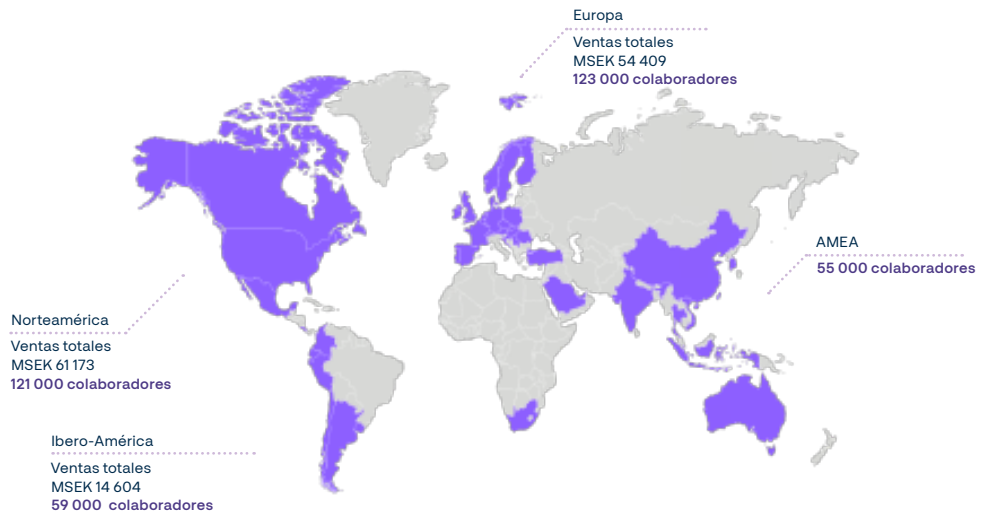 Europa
Ventas totales
MSEK 54 409
123 000 colaboradores
AMEA
55 000 colaboradores
Norteamérica
Ventas totales
MSEK 61 173
121 000 colaboradores
Ibero-América
Ventas totales
MSEK 14 604
59 000 colaboradores